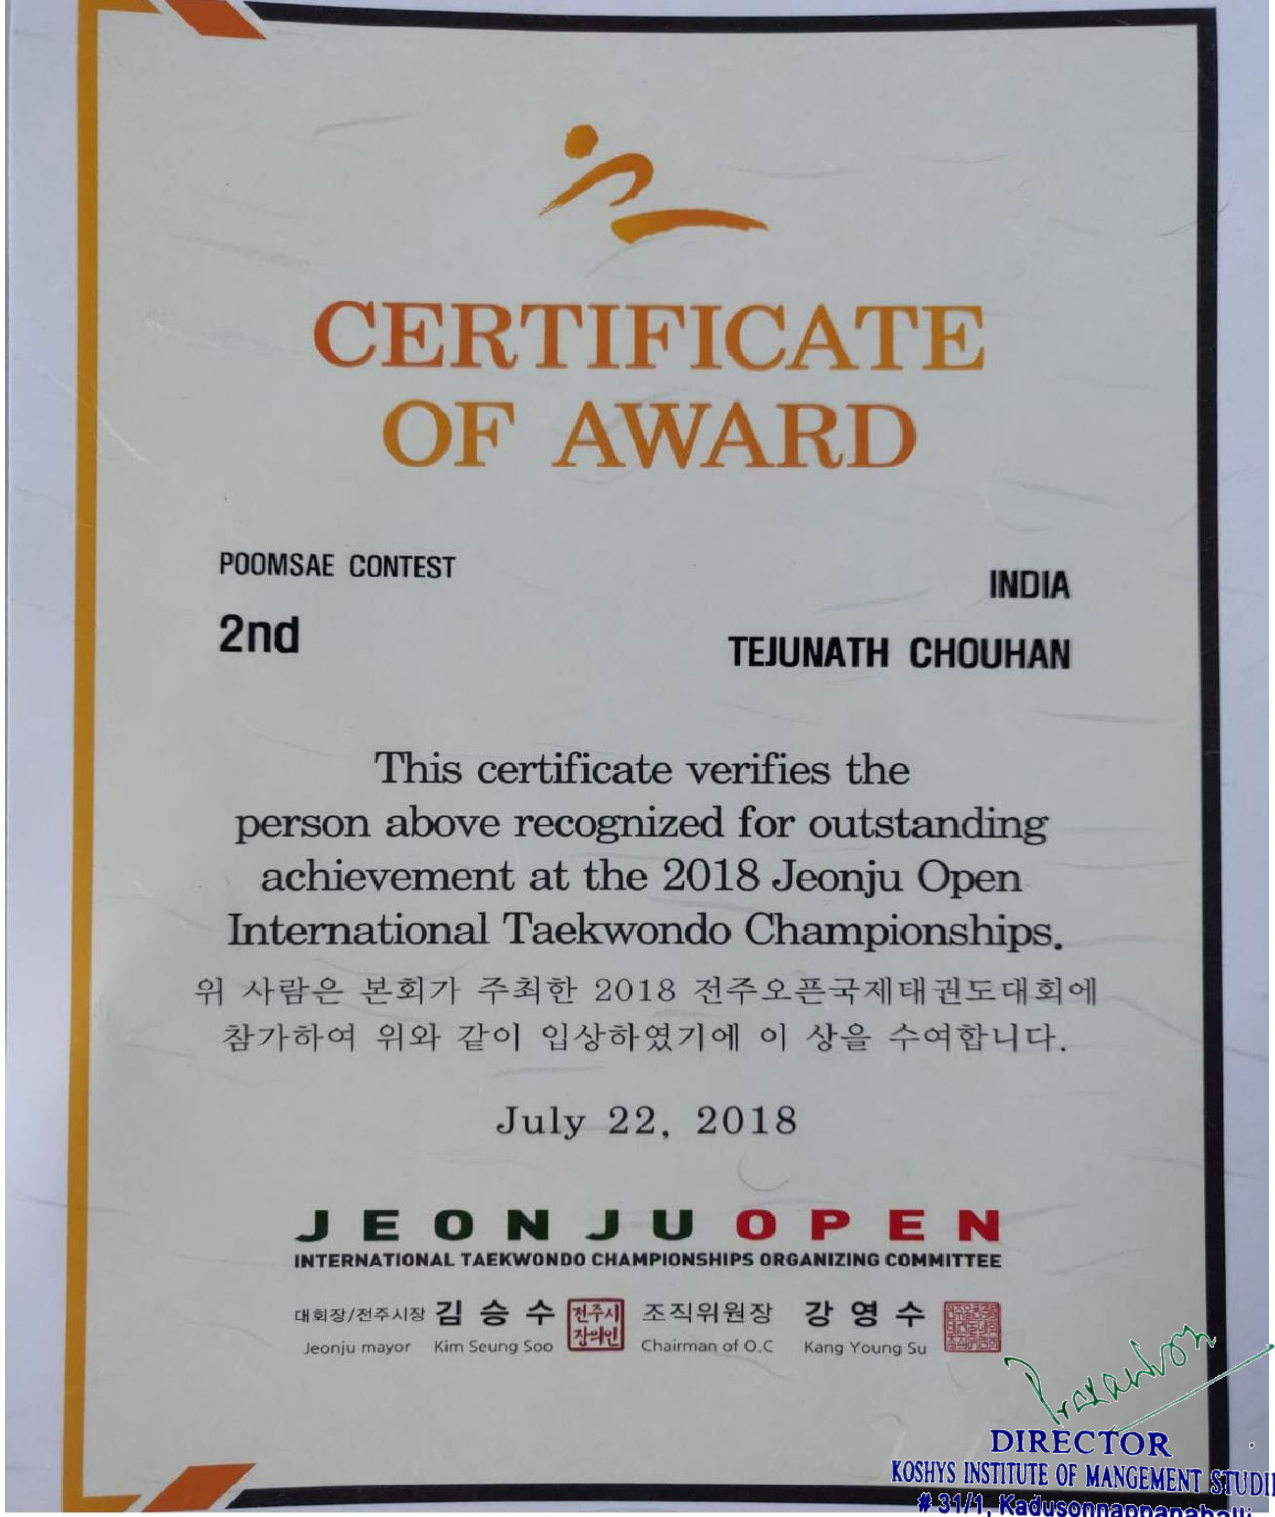 CERTIFICATE
OF AWARD
POOMSAE CONTEST
INDIA
2nd
TEJUNATH CHOUHAN
This certificate verifies the
person above recognized for outstanding
achievement at the 2018 Jeonju Open
International Taekwondo Championships.
위 사람은 본회가 주최한 2018 전주오픈국제태권도대회에
참가하여 위와 같이 입상하였기에 이 상을 수여합니다.
July 22, 2018
JEONJU OPEN
INTERNATIONAL TAEKWONDO CHAMPIONSHIPS ORGANIZING COMMITTEE
대회장/전주시장 김승수 전주시장의인 조직위원장 강영수
Jeonju mayor Kim Seung Soo Chairman of O.C Kang Young Su
DIRECTOR
KOSHYS INSTITUTE OF MANGEMENT STUDI
# 31/1, Kadusonnappanahalli